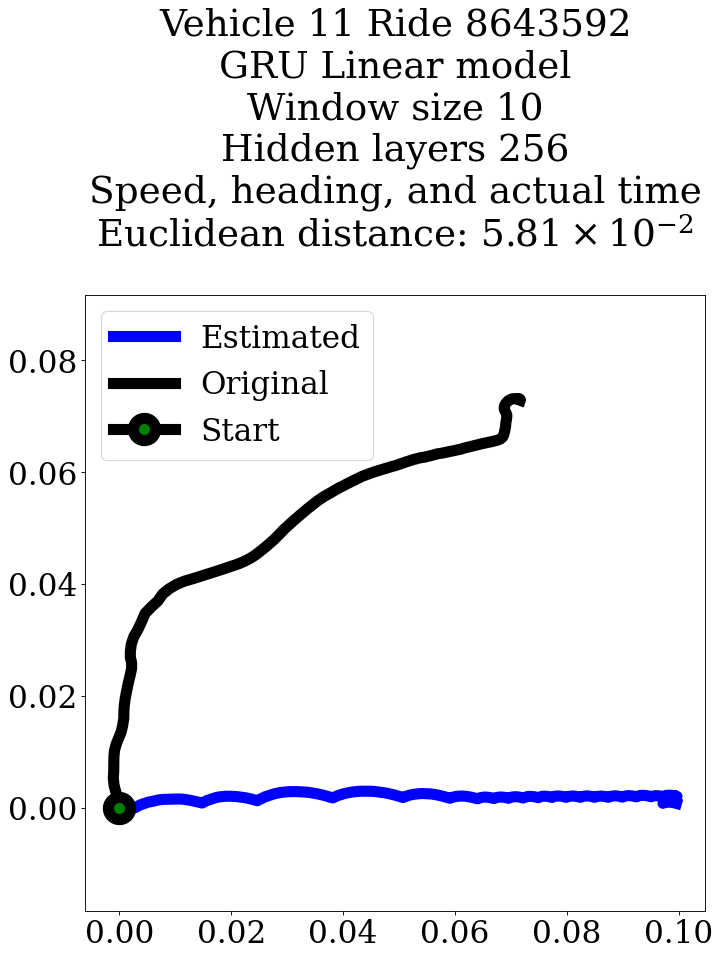 Vehicle 11 Ride 8643592
GRU Linear model
Window size 10
Hidden layers 256
Speed, heading, and actual time
Euclidean distance: 5.81 × 10⁻²
Estimated
Original
Start
0.08
0.06
0.04
0.02
0.00
0.00 0.02 0.04 0.06 0.08 0.10